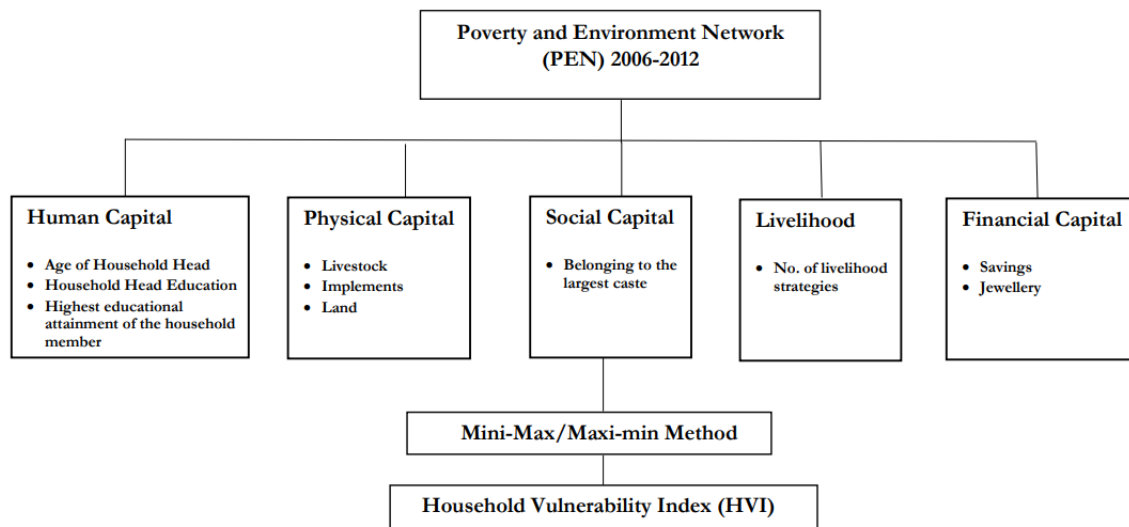 Poverty and Environment Network
(PEN) 2006-2012
Human Capital
• Age of Household Head
• Household Head Education
• Highest educational
attainment of the household
member
Physical Capital
• Livestock
• Implements
• Land
Social Capital
• Belonging to the
largest caste
Livelihood
• No. of livelihood
strategies
Financial Capital
• Savings
• Jewellery
Mini-Max/Maxi-min Method
Household Vulnerability Index (HVI)